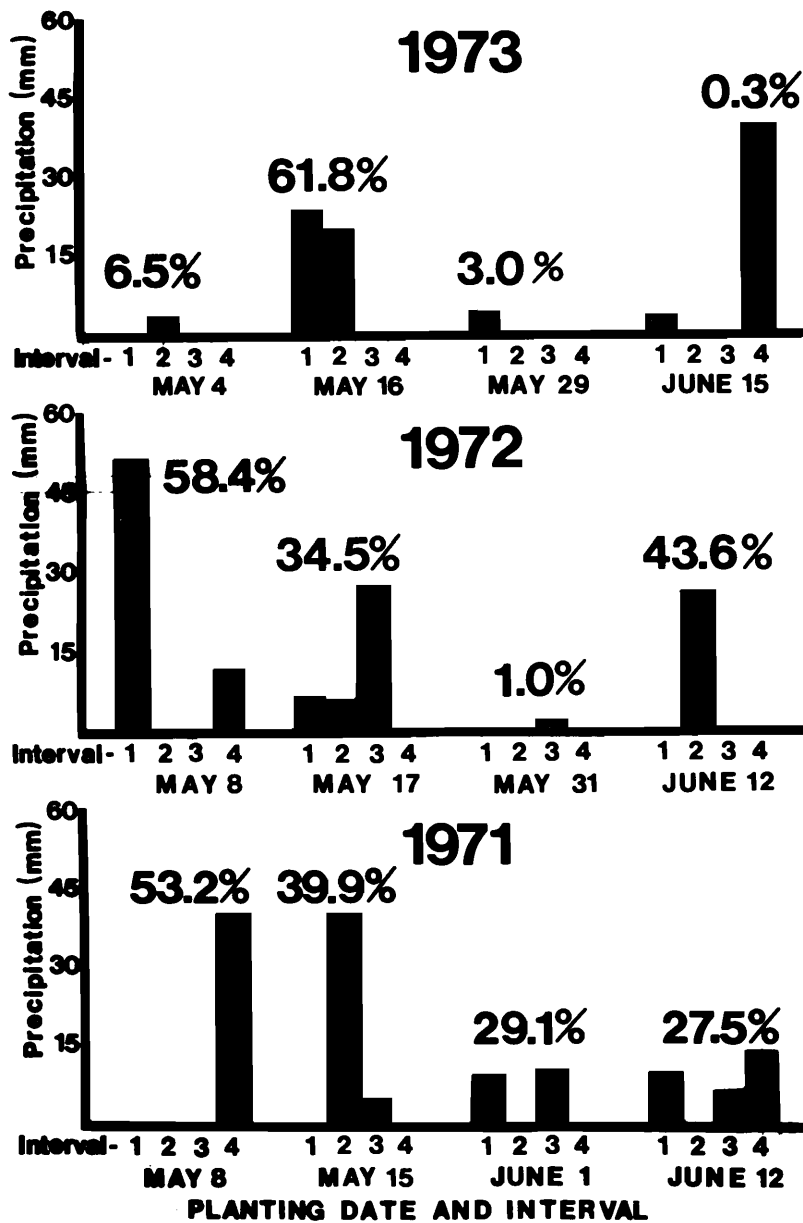 1973
Precipitation (mm)
60
45
30
15
6.5%
61.8%
3.0%
0.3%
Interval- 1 2 3 4 1 2 3 4 1 2 3 4 1 2 3 4
MAY 4 MAY 16 MAY 29 JUNE 15
1972
Precipitation (mm)
60
45
30
15
58.4%
34.5%
1.0%
43.6%
Interval- 1 2 3 4 1 2 3 4 1 2 3 4 1 2 3 4
MAY 8 MAY 17 MAY 31 JUNE 12
1971
Precipitation (mm)
60
45
30
15
53.2%
39.9%
29.1%
27.5%
Interval- 1 2 3 4 1 2 3 4 1 2 3 4 1 2 3 4
MAY 8 MAY 15 JUNE 1 JUNE 12
PLANTING DATE AND INTERVAL